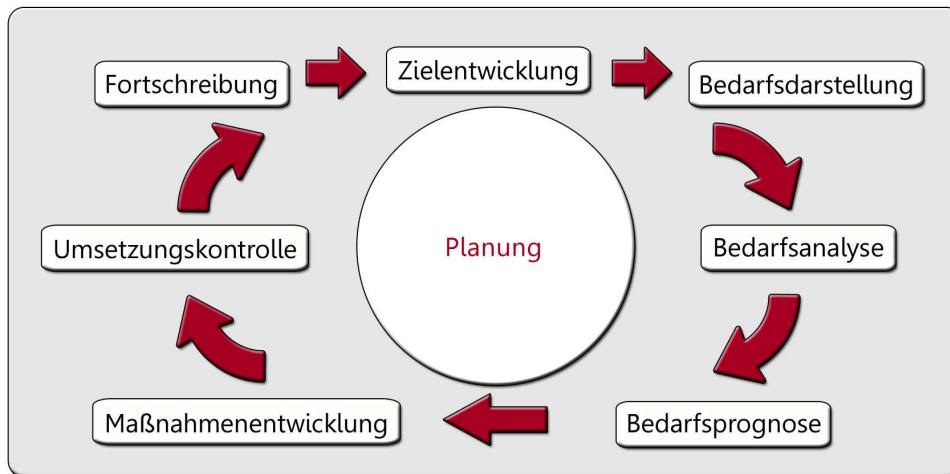 Fortschreibung
Zielentwicklung
Bedarfsdarstellung
Umsetzungskontrolle
Planung
Bedarfsanalyse
Maßnahmenentwicklung
Bedarfsprognose